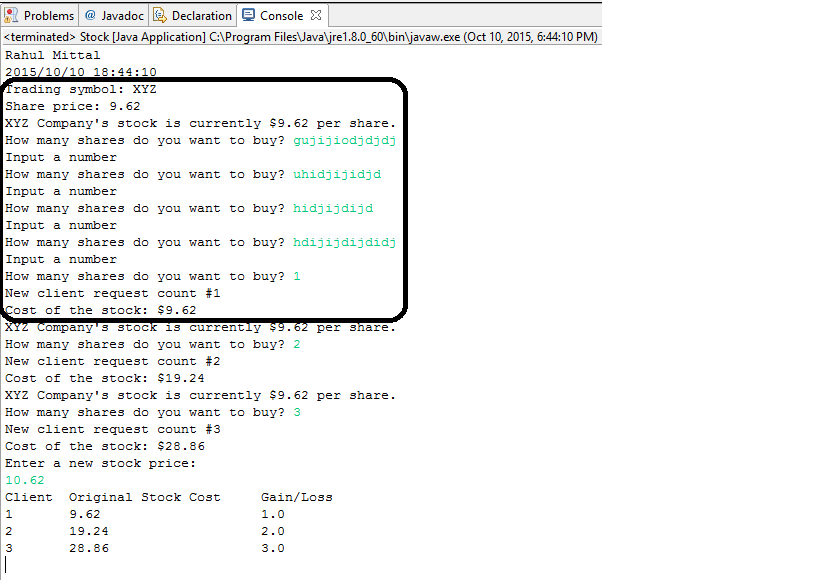 Problems @ Javadoc Declaration Console
<terminated> Stock [Java Application] C:\Program Files\Java\jre1.8.0_60\bin\javaw.exe (Oct 10, 2015, 6:44:10 PM)
Rahul Mittal
2015/10/10 18:44:10
Trading symbol: XYZ
Share price: 9.62
XYZ Company's stock is currently $9.62 per share.
How many shares do you want to buy? gujijiodjdjdj
Input a number
How many shares do you want to buy? uhidjijidjd
Input a number
How many shares do you want to buy? hidjijdijd
Input a number
How many shares do you want to buy? hdijijdijdidj
Input a number
How many shares do you want to buy? 1
New client request count #1
Cost of the stock: $9.62
XYZ Company's stock is currently $9.62 per share.
How many shares do you want to buy? 2
New client request count #2
Cost of the stock: $19.24
XYZ Company's stock is currently $9.62 per share.
How many shares do you want to buy? 3
New client request count #3
Cost of the stock: $28.86
Enter a new stock price:
10.62
Client Original Stock Cost Gain/Loss
1 9.62 1.0
2 19.24 2.0
3 28.86 3.0